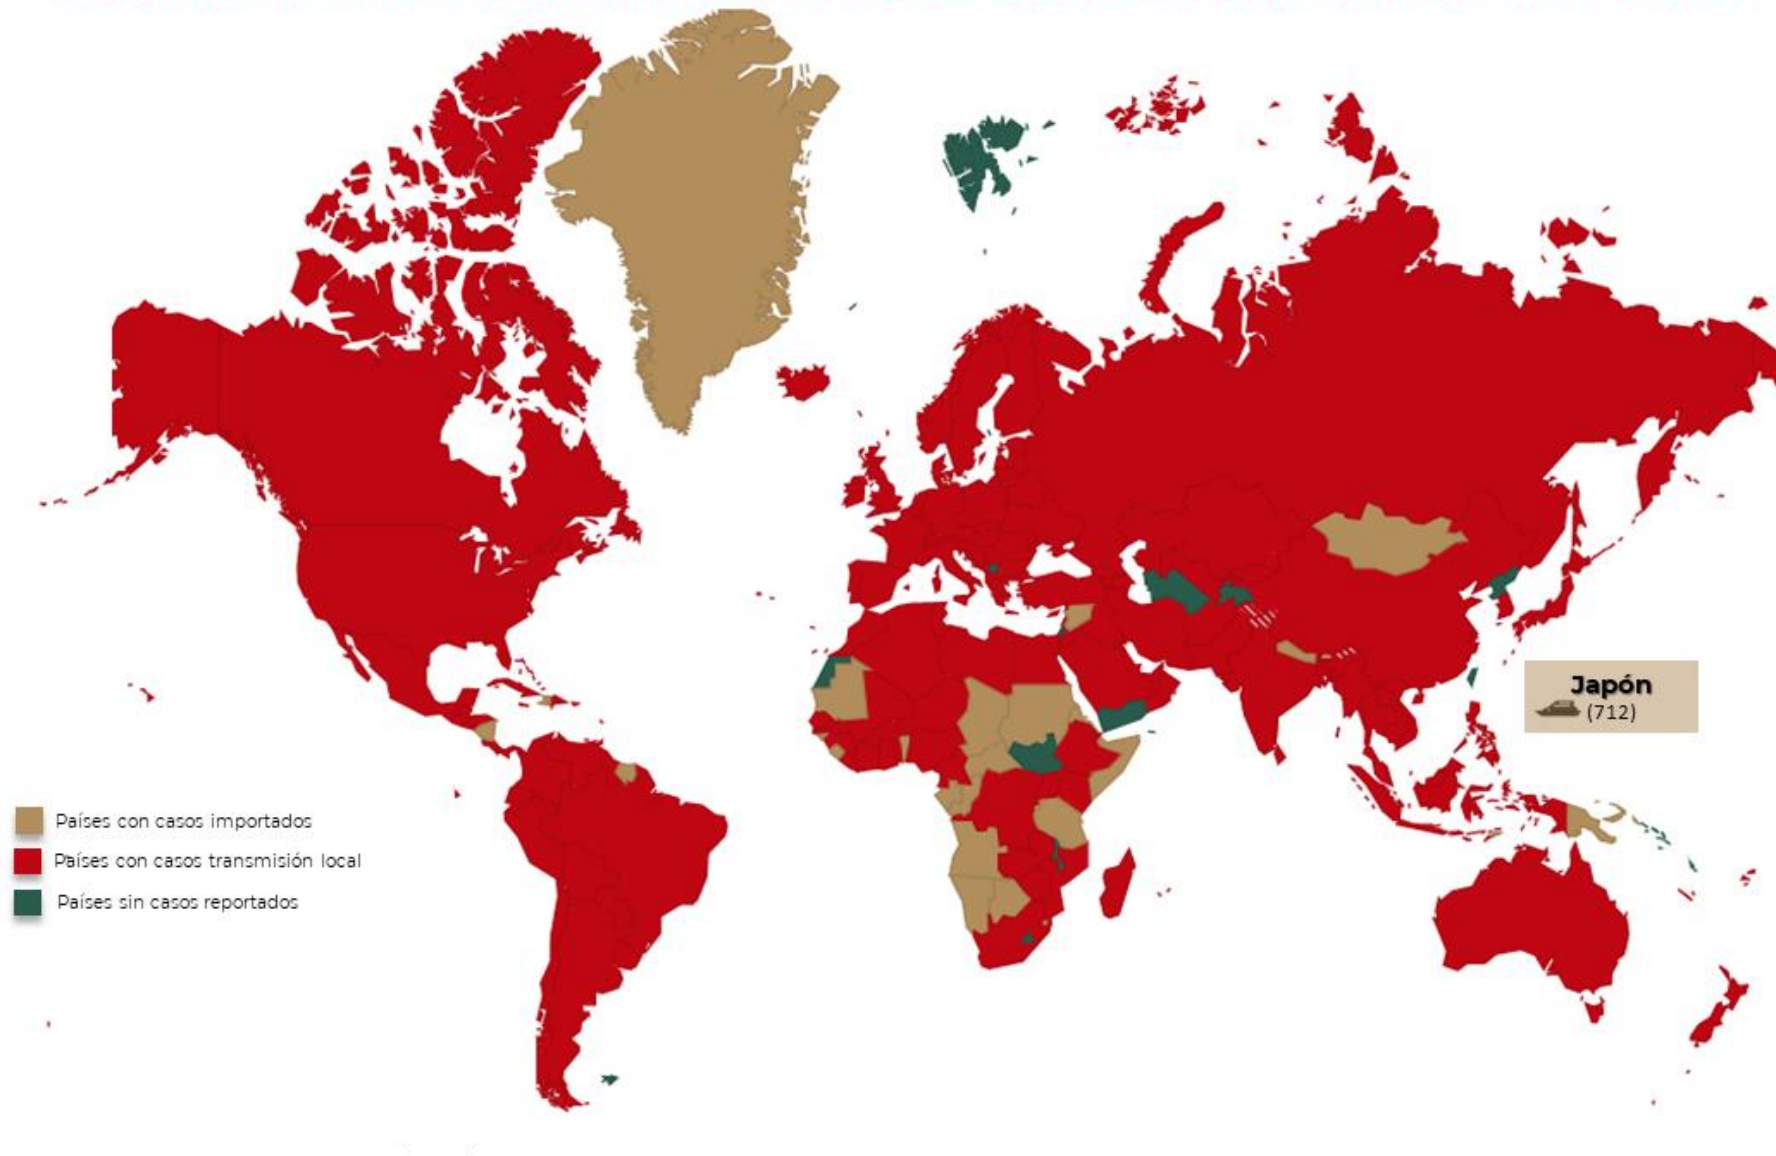 Japón
(712)
Países con casos importados
Países con casos transmisión local
Países sin casos reportados